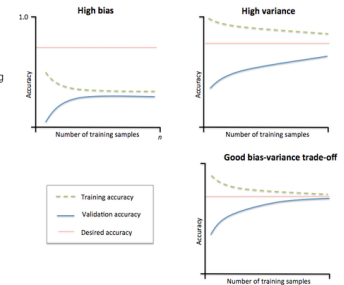 High bias
1.0
Accuracy
Number of training samples
n
High variance
Accuracy
Number of training samples
Training accuracy
Validation accuracy
Desired accuracy
Good bias-variance trade-off
Accuracy
Number of training samples